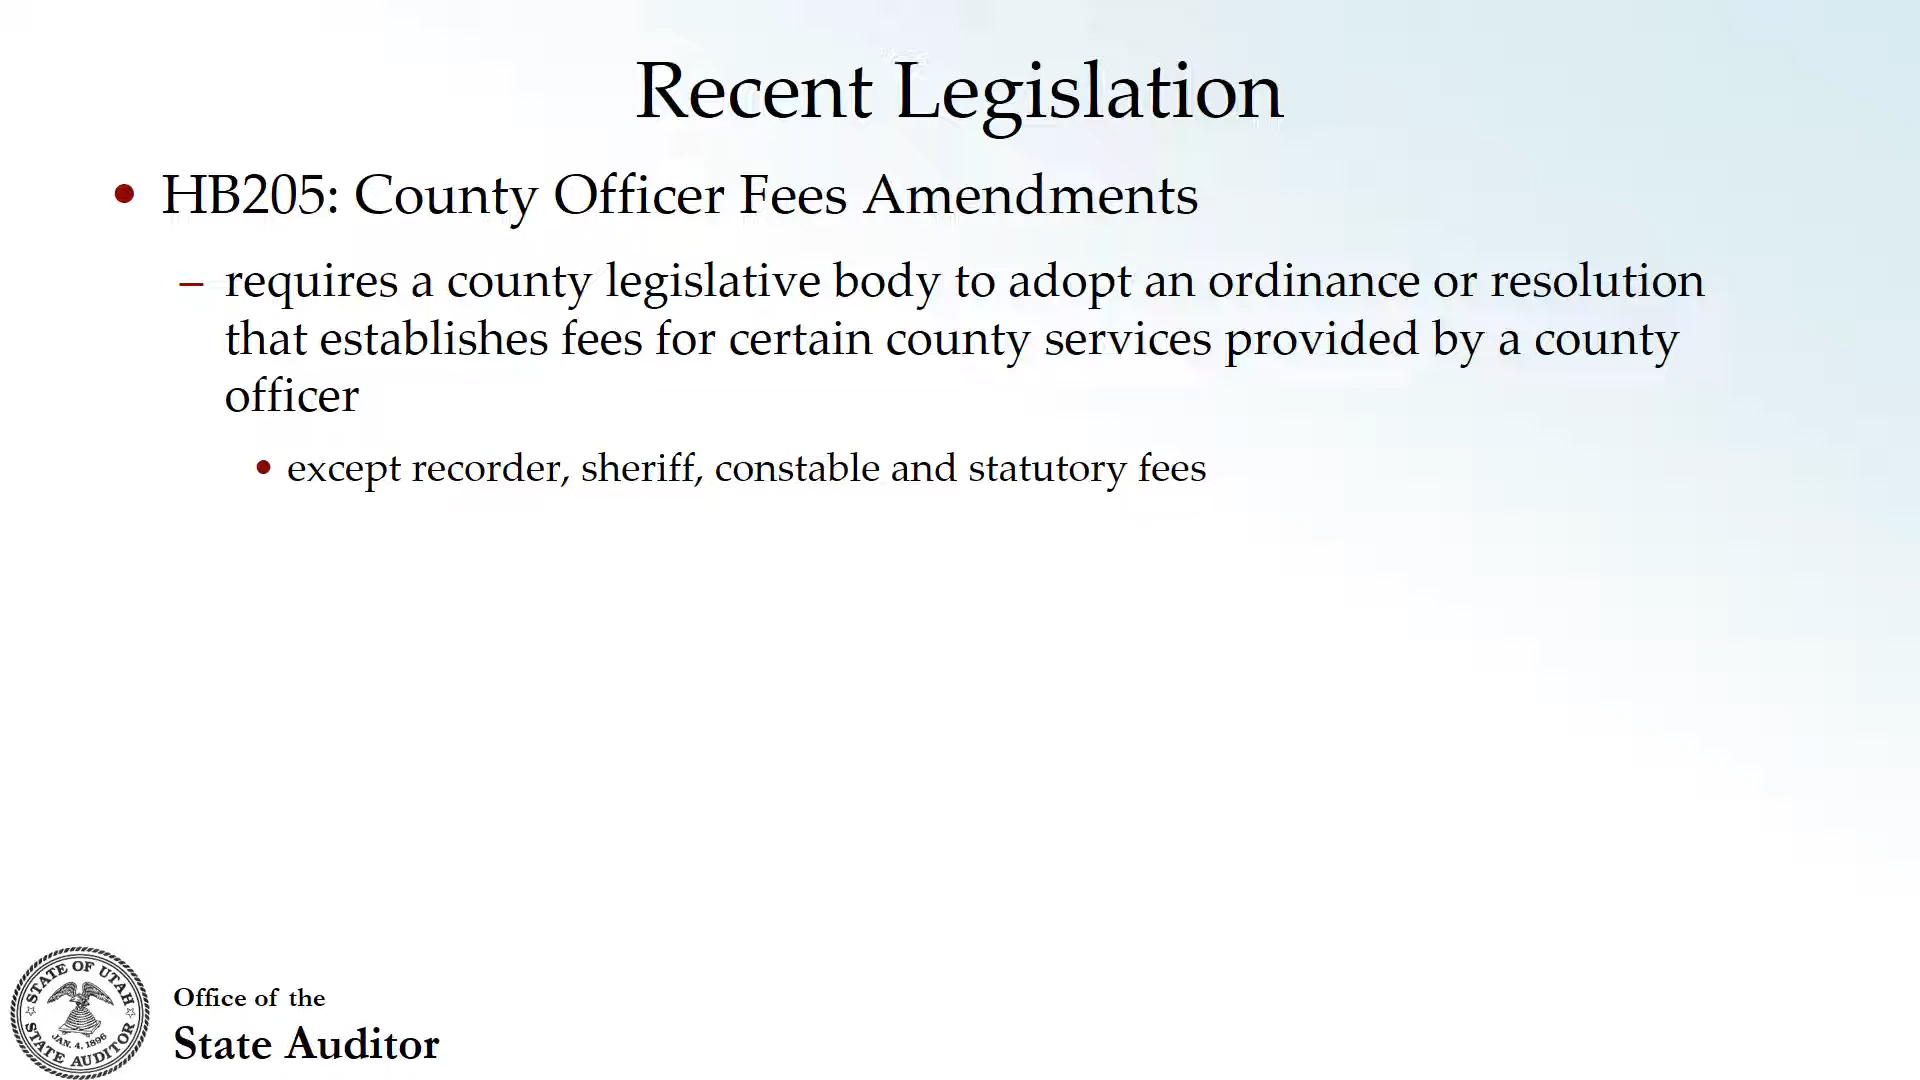 Recent Legislation
• HB205: County Officer Fees Amendments
– requires a county legislative body to adopt an ordinance or resolution
that establishes fees for certain county services provided by a county
officer
• except recorder, sheriff, constable and statutory fees
STATE OF UTAH
JAN. 4. 1896
STATE AUDITOR
Office of the
State Auditor